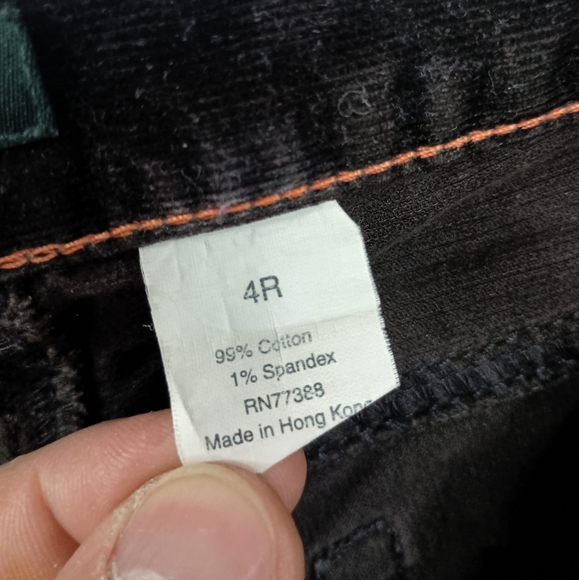 4R
99% Cotton
1% Spandex
RN77388
Made in Hong Kong